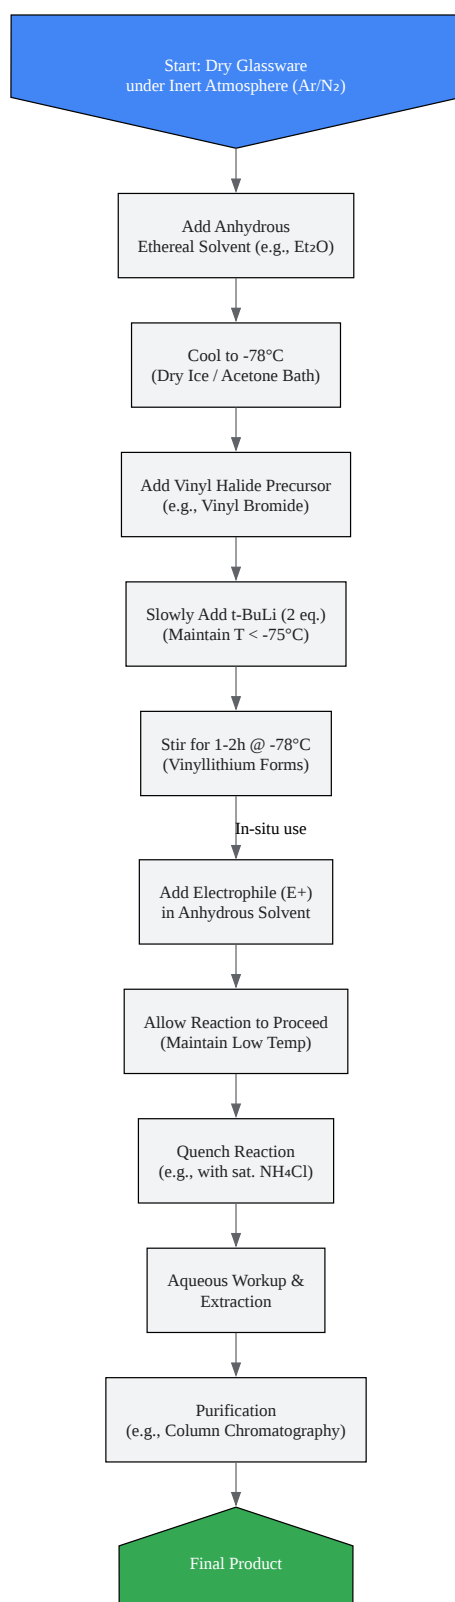 Start: Dry Glassware
under Inert Atmosphere (Ar/N₂)
Add Anhydrous
Ethereal Solvent (e.g., Et₂O)
Cool to -78°C
(Dry Ice / Acetone Bath)
Add Vinyl Halide Precursor
(e.g., Vinyl Bromide)
Slowly Add t-BuLi (2 eq.)
(Maintain T < -75°C)
Stir for 1-2h @ -78°C
(Vinyllithium Forms)
In-situ use
Add Electrophile (E+)
in Anhydrous Solvent
Allow Reaction to Proceed
(Maintain Low Temp)
Quench Reaction
(e.g., with sat. NH₄Cl)
Aqueous Workup &
Extraction
Purification
(e.g., Column Chromatography)
Final Product